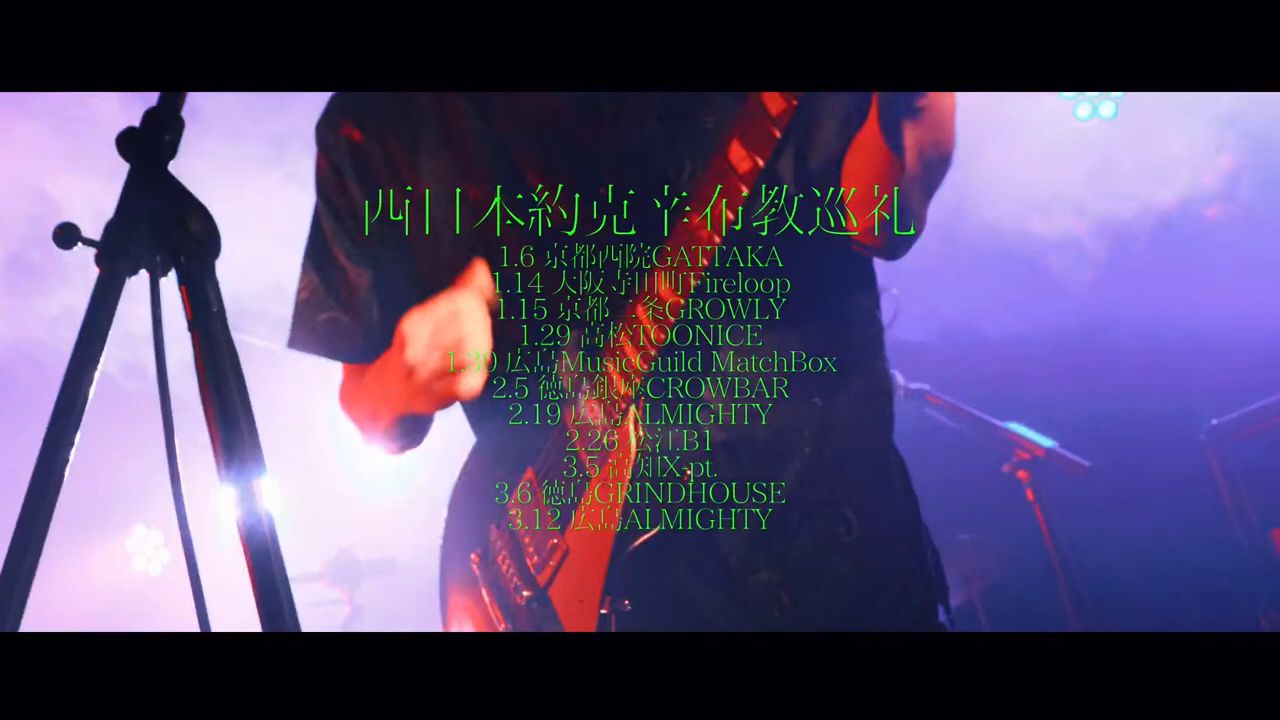 西日本約克辛布教巡礼
1.6 京都西院GATTAKA
1.14 大阪寺田町Fireloop
1.15 京都二条GROWLY
1.29 高松TOONICE
1.30 広島MusicGuild MatchBox
2.5 徳島銀座CROWBAR
2.19 広島ALMIGHTY
2.26 松江B1
3.5 高知X-pt.
3.6 徳島GRINDHOUSE
3.12 広島ALMIGHTY